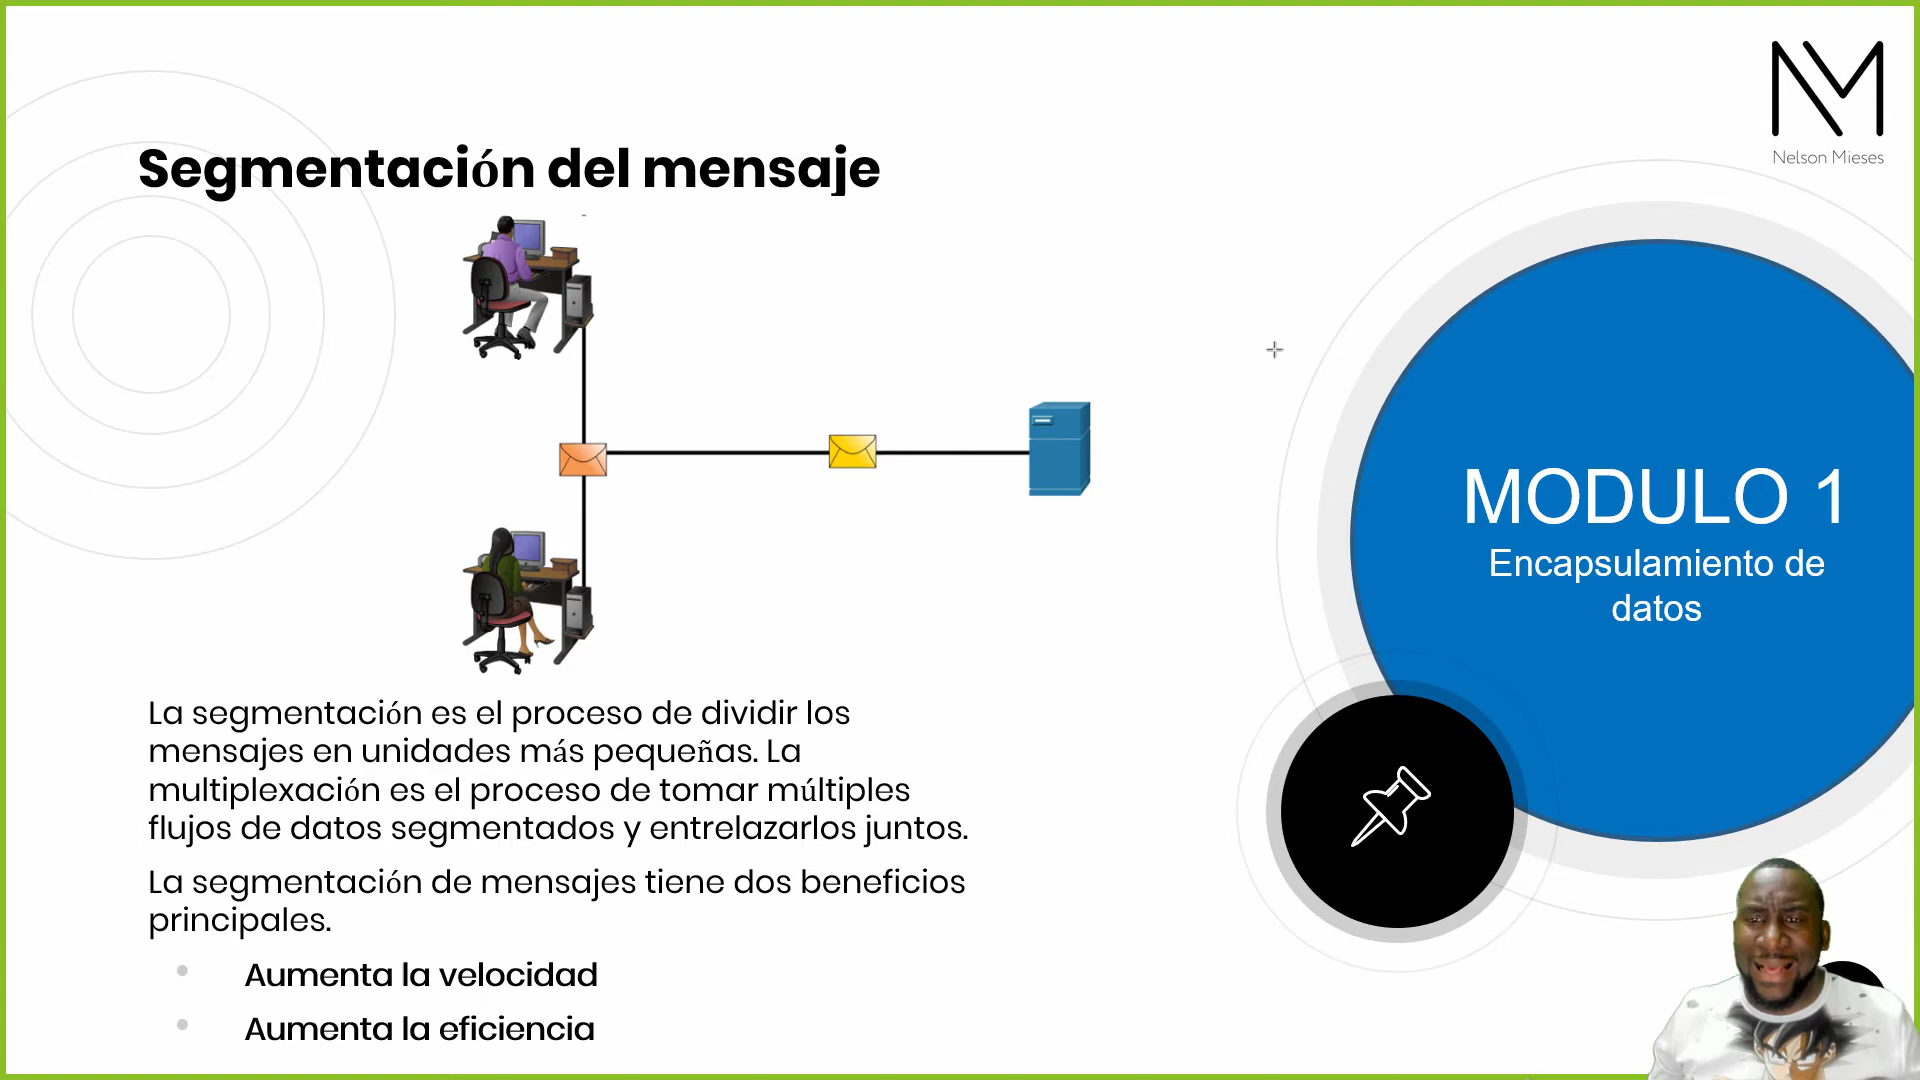 NM
Nelson Mieses
Segmentación del mensaje
MODULO 1
Encapsulamiento de
datos
La segmentación es el proceso de dividir los
mensajes en unidades más pequeñas. La
multiplexación es el proceso de tomar múltiples
flujos de datos segmentados y entrelazarlos juntos.
La segmentación de mensajes tiene dos beneficios
principales.
• Aumenta la velocidad
• Aumenta la eficiencia